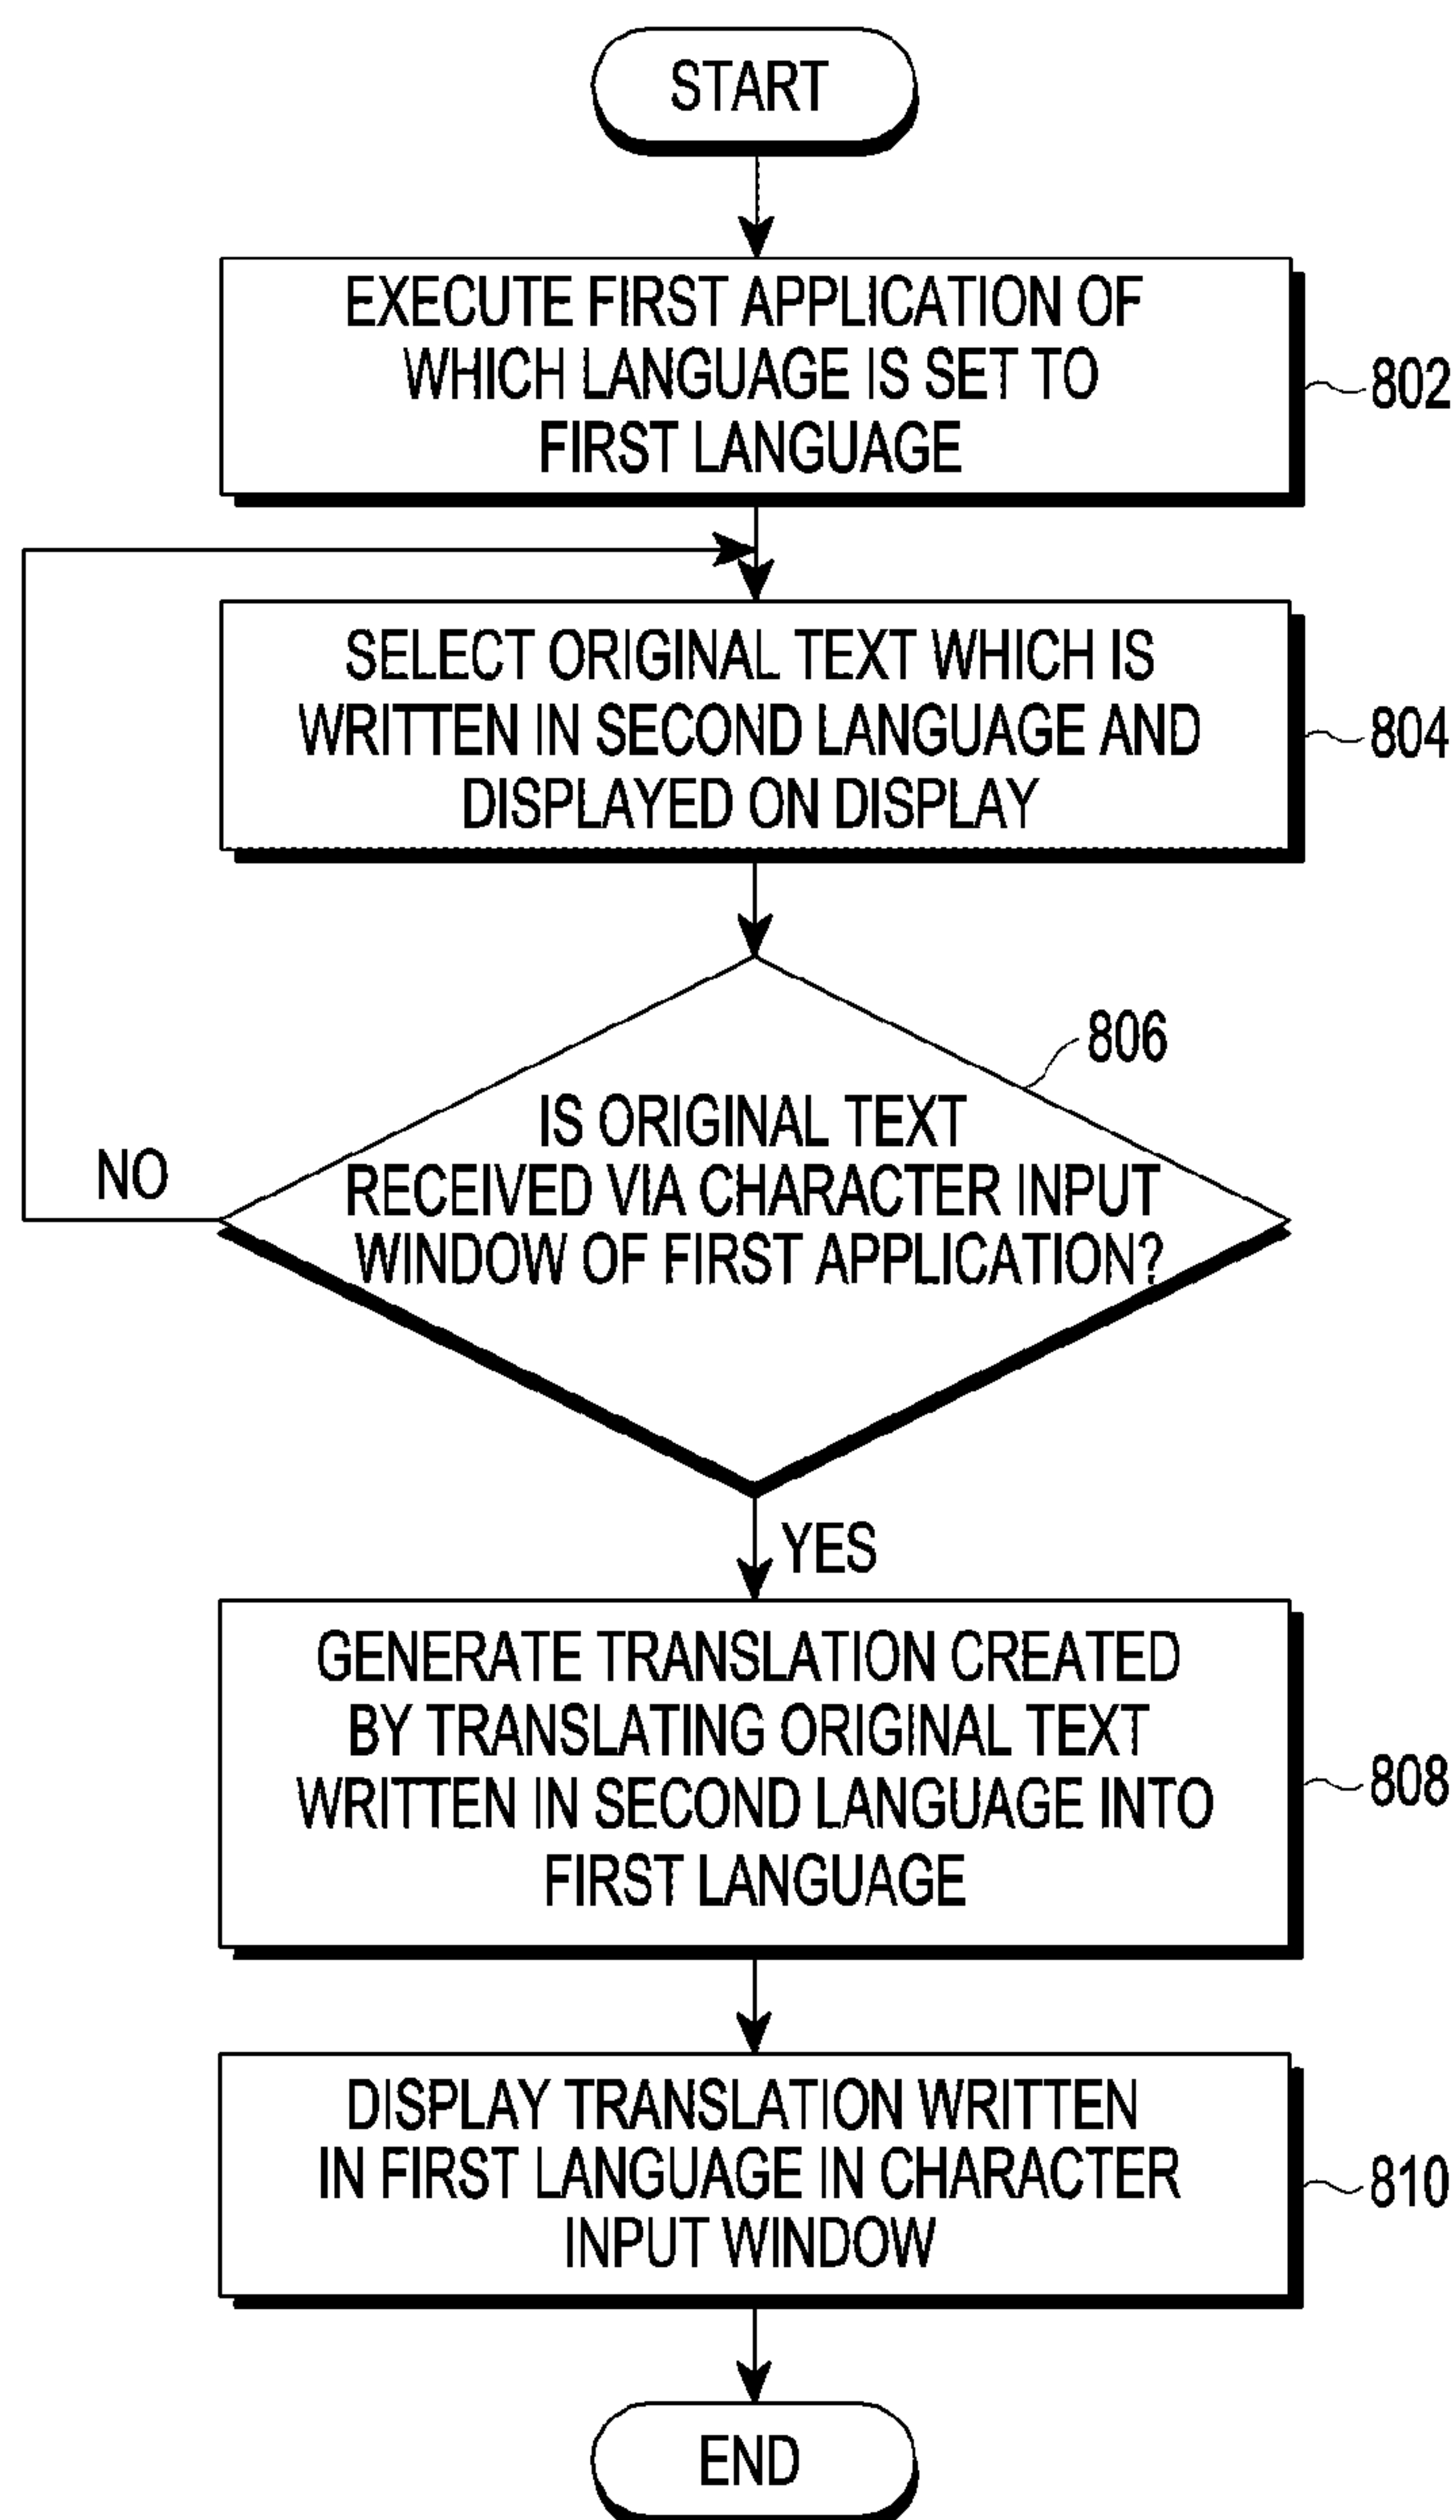 START
EXECUTE FIRST APPLICATION OF
WHICH LANGUAGE IS SET TO
FIRST LANGUAGE
802
SELECT ORIGINAL TEXT WHICH IS
WRITTEN IN SECOND LANGUAGE AND
DISPLAYED ON DISPLAY
804
806
IS ORIGINAL TEXT
RECEIVED VIA CHARACTER INPUT
WINDOW OF FIRST APPLICATION?
NO
YES
GENERATE TRANSLATION CREATED
BY TRANSLATING ORIGINAL TEXT
WRITTEN IN SECOND LANGUAGE INTO
FIRST LANGUAGE
808
DISPLAY TRANSLATION WRITTEN
IN FIRST LANGUAGE IN CHARACTER
INPUT WINDOW
810
END